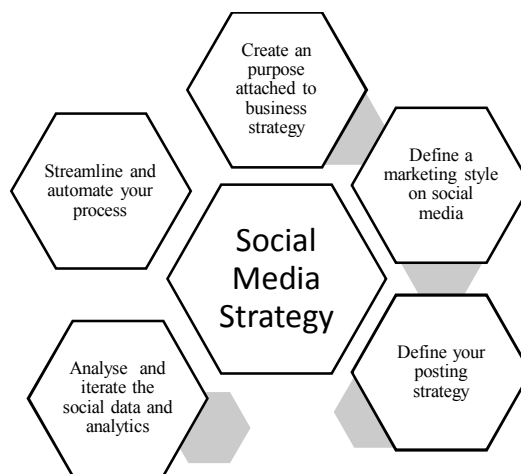 Create an
purpose
attached to
business
strategy
Define a
marketing style
on social
media
Define your
posting
strategy
Analyse and
iterate the
social data and
analytics
Streamline and
automate your
process
Social
Media
Strategy